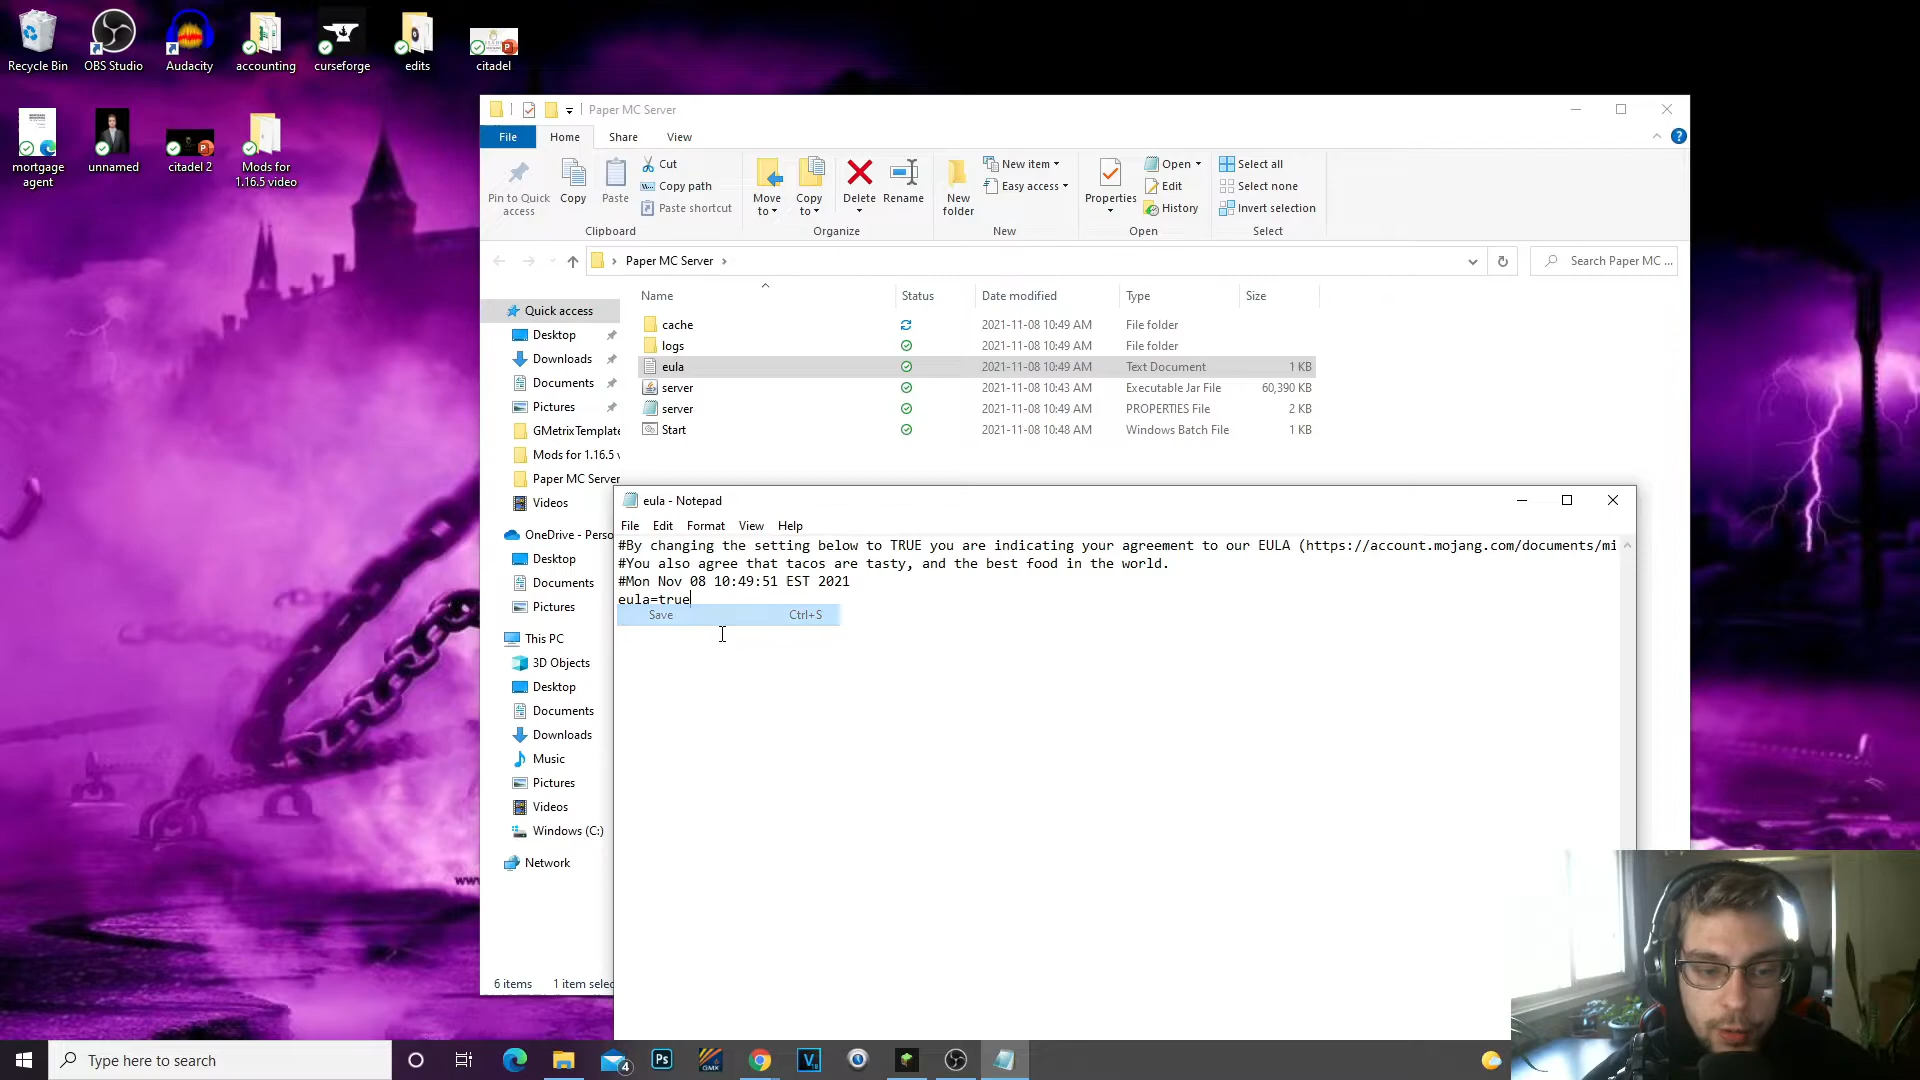 Recycle Bin
OBS Studio
Audacity
accounting
curseforge
edits
citadel
mortgage
agent
unnamed
citadel 2
Mods for
1.16.5 video
Paper MC Server
File
Home
Share
View
Pin to Quick
access
Copy
Paste
Cut
Copy path
Paste shortcut
Clipboard
Move
to
Copy
to
Delete
Rename
Organize
New
folder
New item
Easy access
New
Properties
Open
Edit
History
Open
Select all
Select none
Invert selection
Select
Paper MC Server
Search Paper MC ...
Name Status Date modified Type Size
cache 2021-11-08 10:49 AM File folder
logs 2021-11-08 10:49 AM File folder
eula 2021-11-08 10:49 AM Text Document 1 KB
server 2021-11-08 10:43 AM Executable Jar File 60,390 KB
server 2021-11-08 10:49 AM PROPERTIES File 2 KB
Start 2021-11-08 10:48 AM Windows Batch File 1 KB
Quick access
Desktop
Downloads
Documents
Pictures
GMetrixTemplate
Mods for 1.16.5 v
Paper MC Server
Videos
OneDrive - Perso
Desktop
Documents
Pictures
This PC
3D Objects
Desktop
Documents
Downloads
Music
Pictures
Videos
Windows (C:)
Network
6 items 1 item selec
eula - Notepad
File Edit Format View Help
#By changing the setting below to TRUE you are indicating your agreement to our EULA (https://account.mojang.com/documents/mi
#You also agree that tacos are tasty, and the best food in the world.
#Mon Nov 08 10:49:51 EST 2021
eula=true
Save Ctrl+S
Type here to search
4
Ps
GMX
V